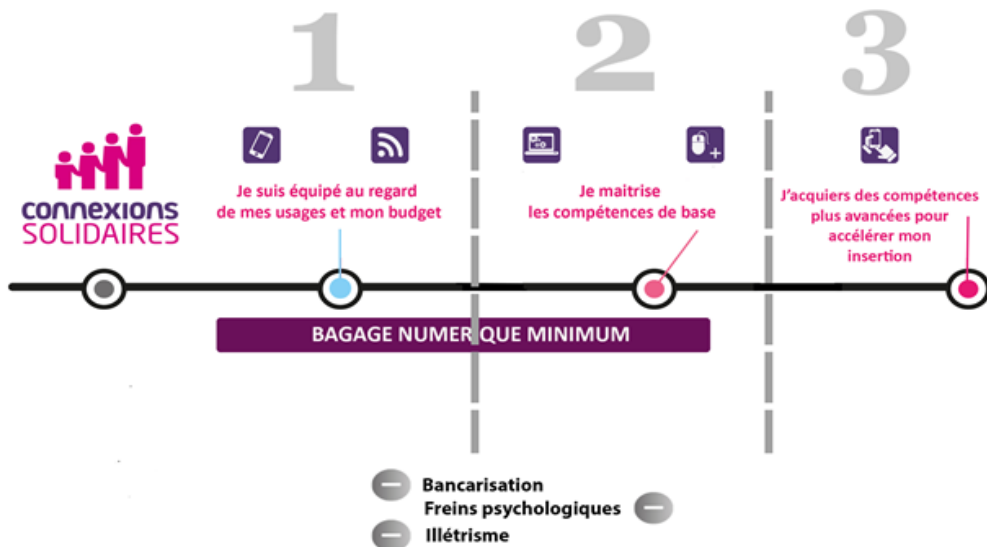 1
2
3
connexions
SOLIDAIRES
Je suis équipé au regard
de mes usages et mon budget
Je maitrise
les compétences de base
J'acquiers des compétences
plus avancées pour
accélérer mon
insertion
BAGAGE NUMERIQUE MINIMUM
Bancarisation
Freins psychologiques
Illétrisme